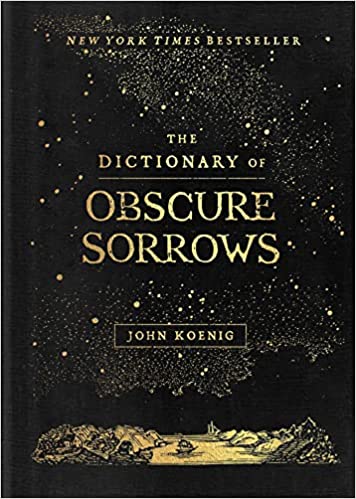 NEW YORK TIMES BESTSELLER
THE
DICTIONARY OF
OBSCURE
SORROWS
JOHN KOENIG